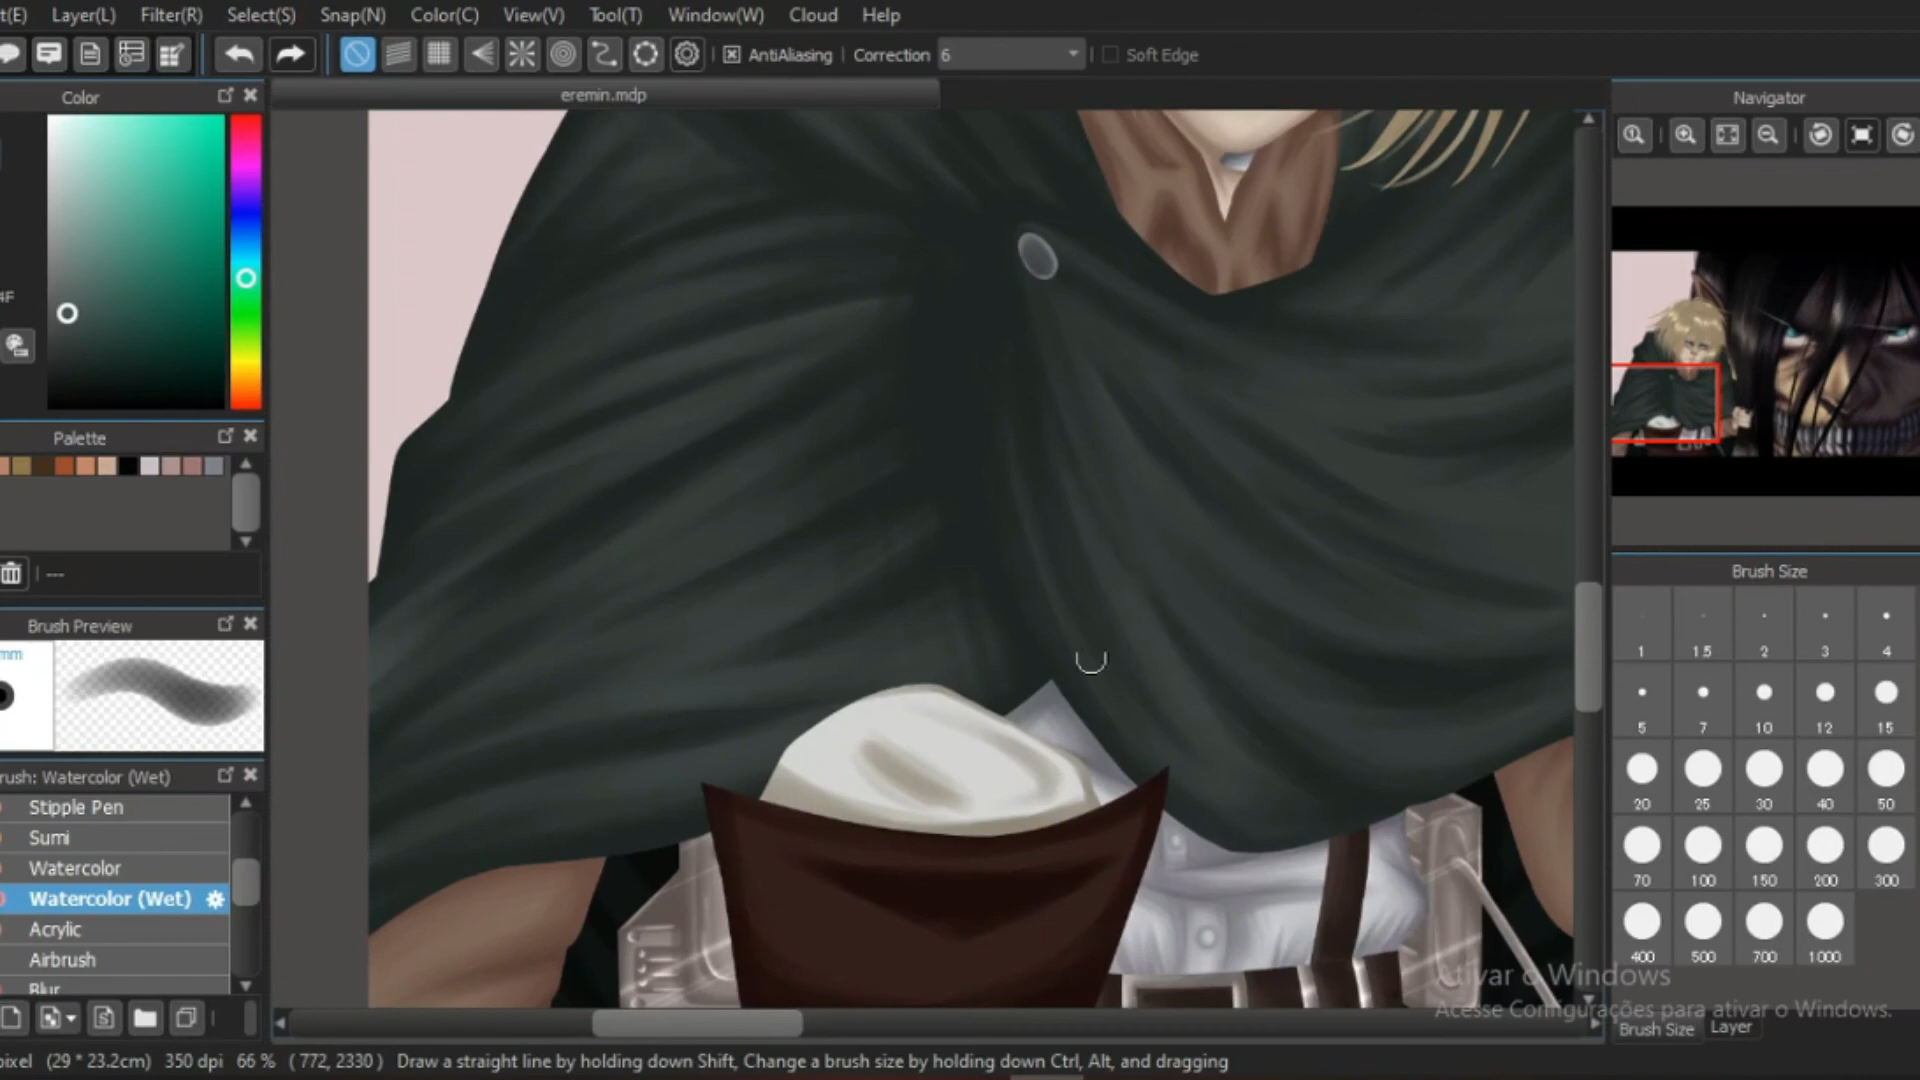 t(E) Layer(L) Filter(R) Select(S) Snap(N) Color(C) View(V) Tool(T) Window(W) Cloud Help
AntiAliasing Correction 6 Soft Edge
Color
eremin.mdp
Navigator
4F
Palette
---
Brush Preview
mm
rush: Watercolor (Wet)
Stipple Pen
Sumi
Watercolor
Watercolor (Wet)
Acrylic
Airbrush
Blur
Brush Size
1 1.5 2 3 4
5 7 10 12 15
20 25 30 40 50
70 100 150 200 300
400 500 700 1000
Ativar o Windows
Acesse Configurações para ativar o Windows.
Brush Size Layer
pixel (29 * 23.2cm) 350 dpi 66 % ( 772, 2330 ) Draw a straight line by holding down Shift, Change a brush size by holding down Ctrl, Alt, and dragging